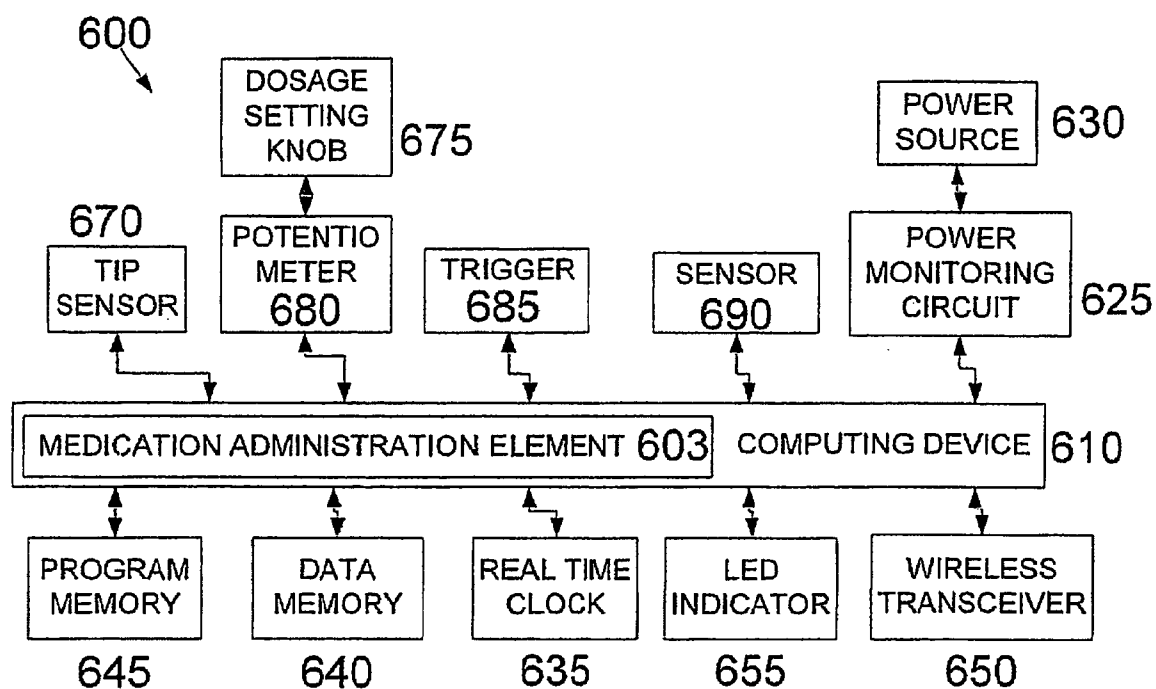 600
DOSAGE
SETTING
KNOB
675
POWER
SOURCE
630
670
TIP
SENSOR
POTENTIO
METER
680
TRIGGER
685
SENSOR
690
POWER
MONITORING
CIRCUIT
625
MEDICATION ADMINISTRATION ELEMENT 603
COMPUTING DEVICE
610
PROGRAM
MEMORY
645
DATA
MEMORY
640
REAL TIME
CLOCK
635
LED
INDICATOR
655
WIRELESS
TRANSCEIVER
650